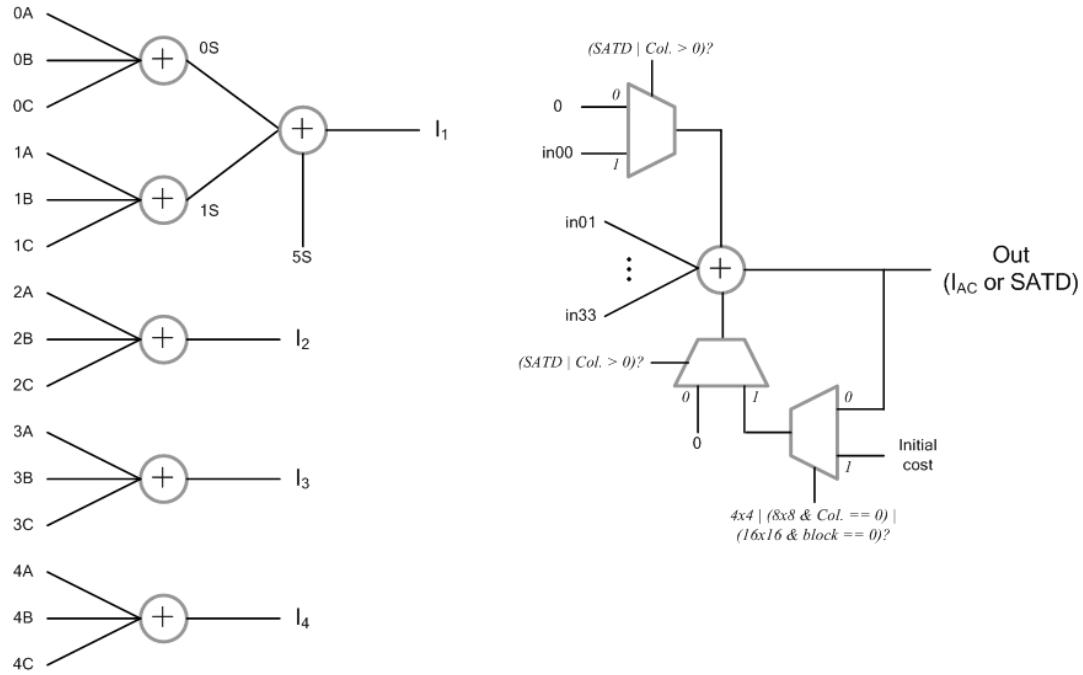 0A
0B
0C
+
0S
1A
1B
1C
+
1S
+
I₁
5S
2A
2B
2C
+
I₂
3A
3B
3C
+
I₃
4A
4B
4C
+
I₄
(SATD | Col. > 0)?
0
0
in00
1
in01
in33
+
Out
(I_AC or SATD)
(SATD | Col. > 0)?
0
1
0
0
Initial
cost
1
4x4 | (8x8 & Col. == 0) |
(16x16 & block == 0)?